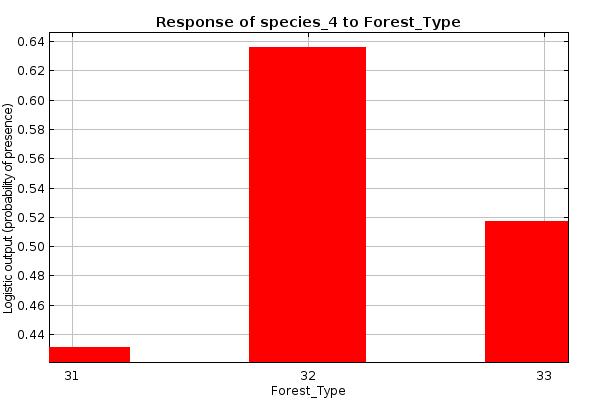 Response of species_4 to Forest_Type
Logistic output (probability of presence)
0.64
0.62
0.60
0.58
0.56
0.54
0.52
0.50
0.48
0.46
0.44
31 32 33
Forest_Type